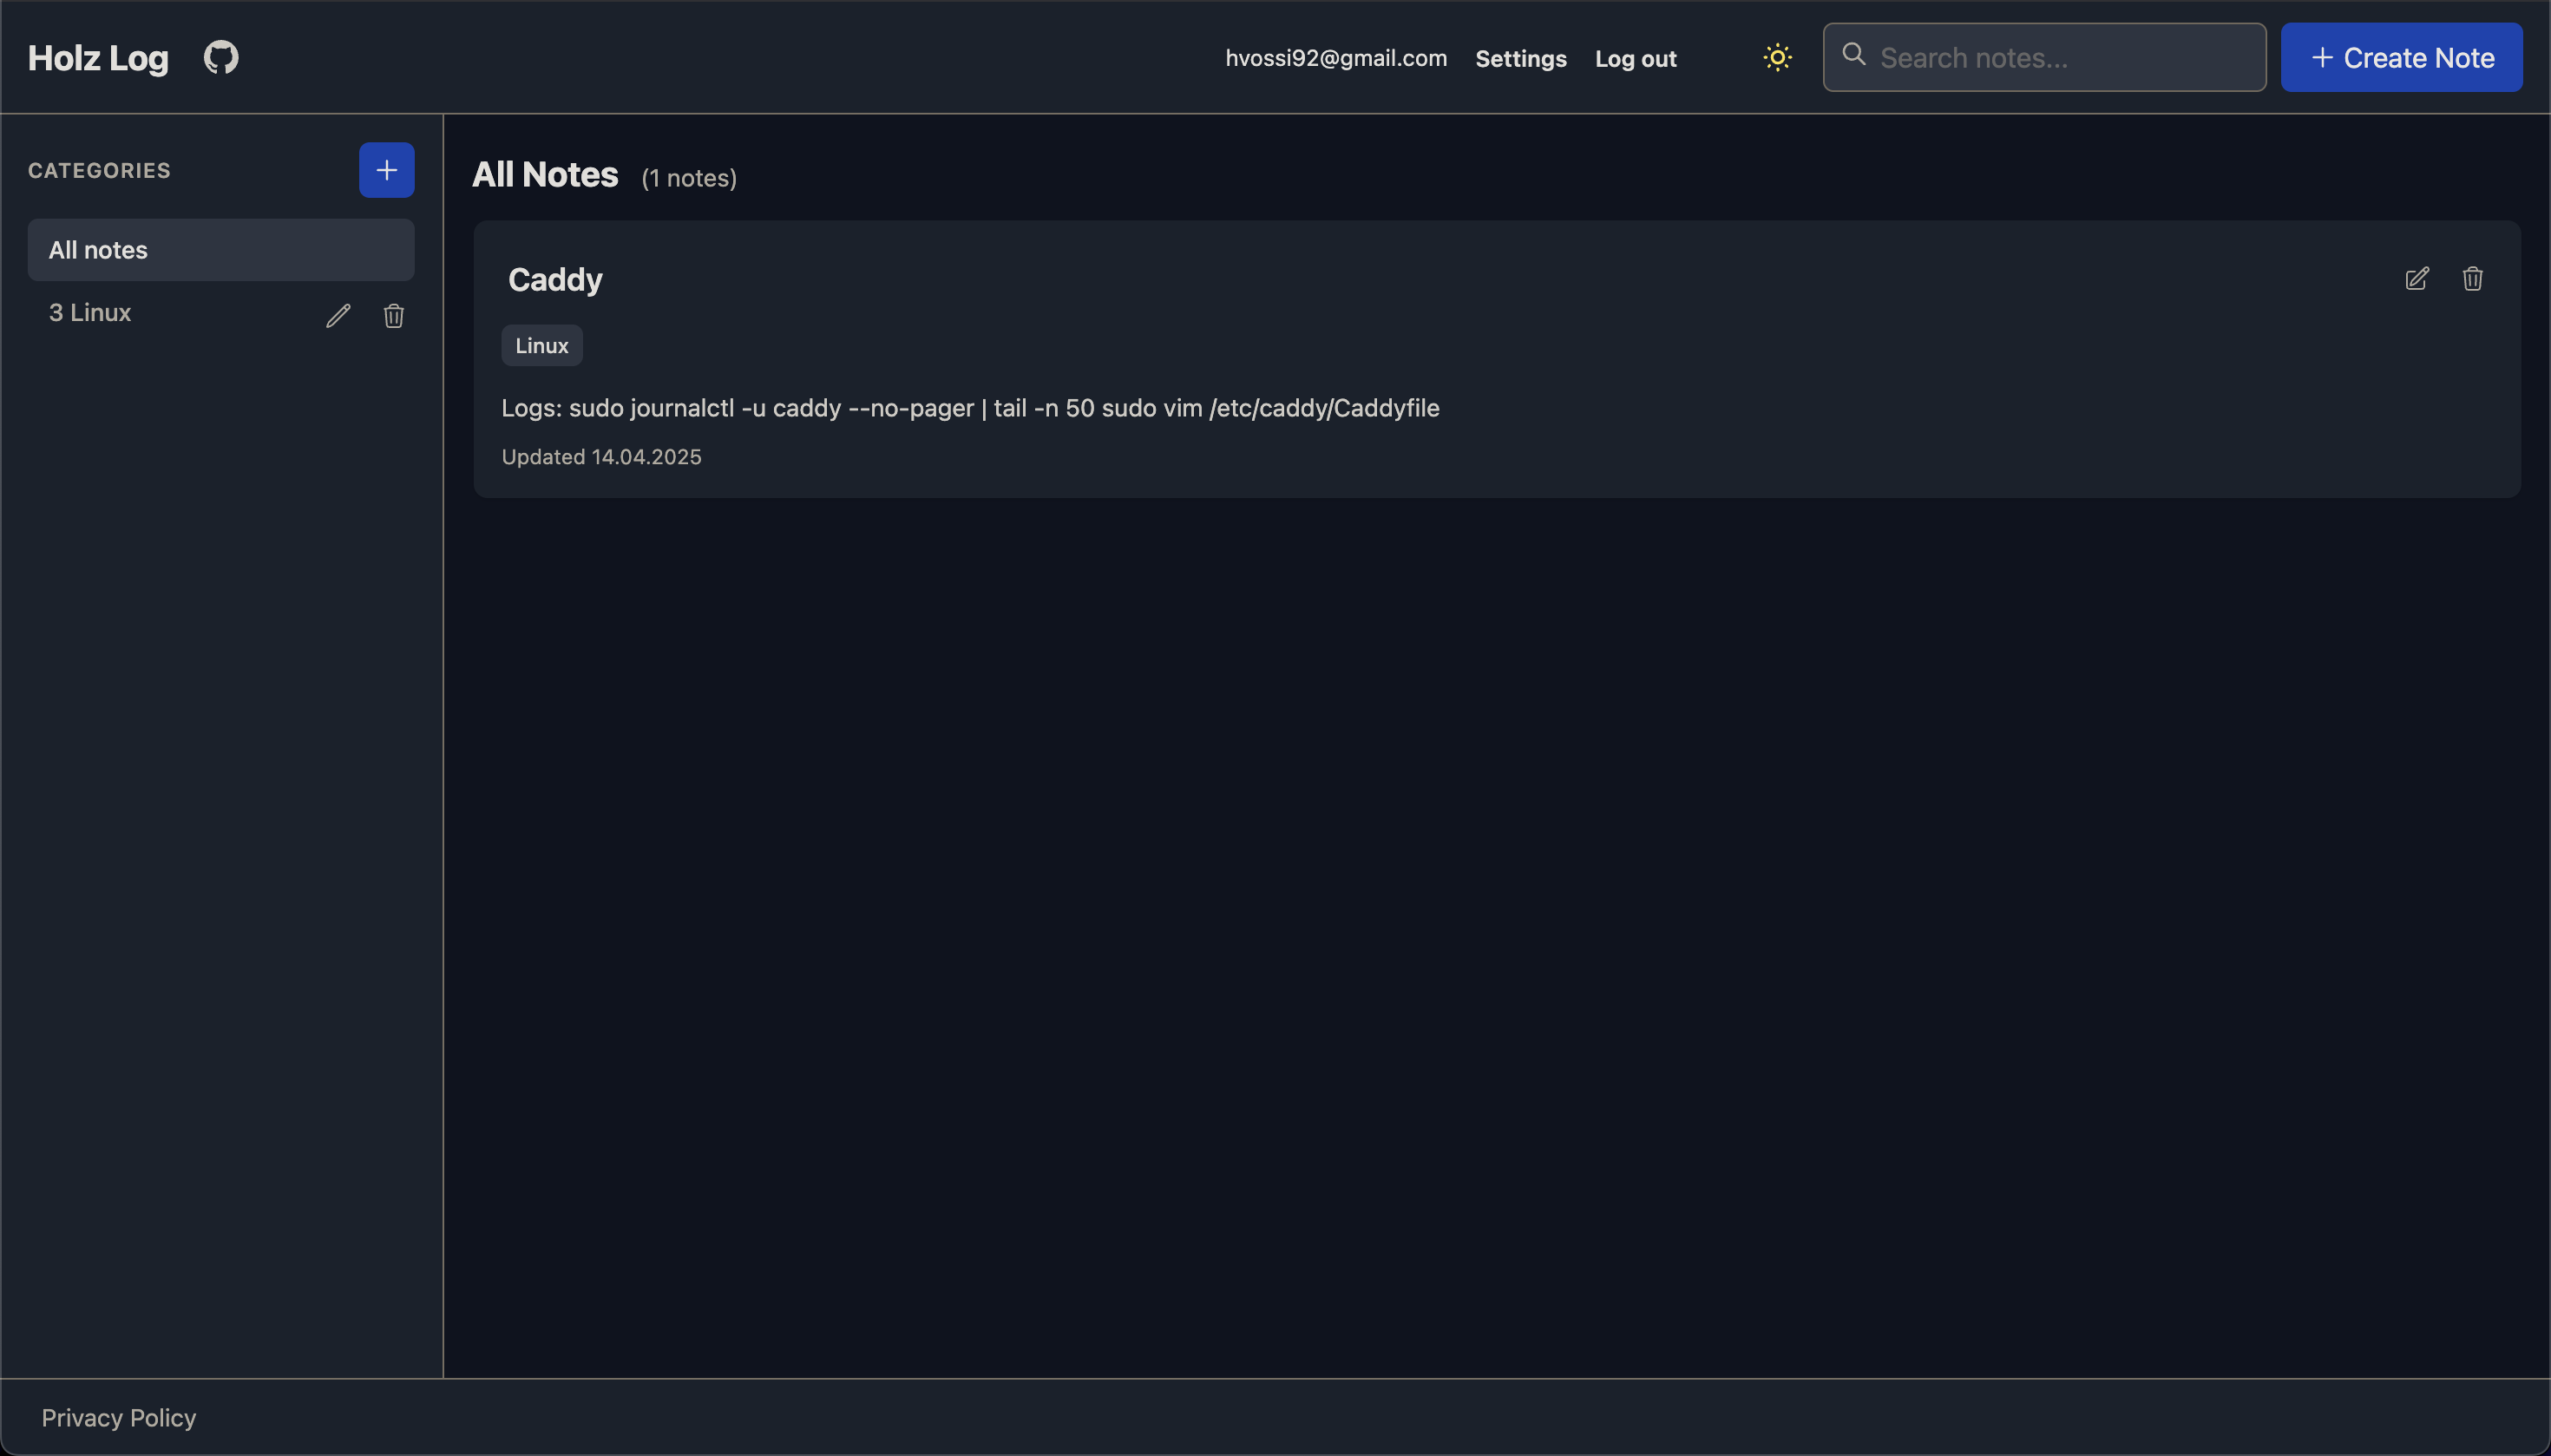 Holz Log
hvossi92@gmail.com Settings Log out Search notes... + Create Note
CATEGORIES
All notes
3 Linux
All Notes (1 notes)
Caddy
Linux
Logs: sudo journalctl -u caddy --no-pager | tail -n 50 sudo vim /etc/caddy/Caddyfile
Updated 14.04.2025
Privacy Policy